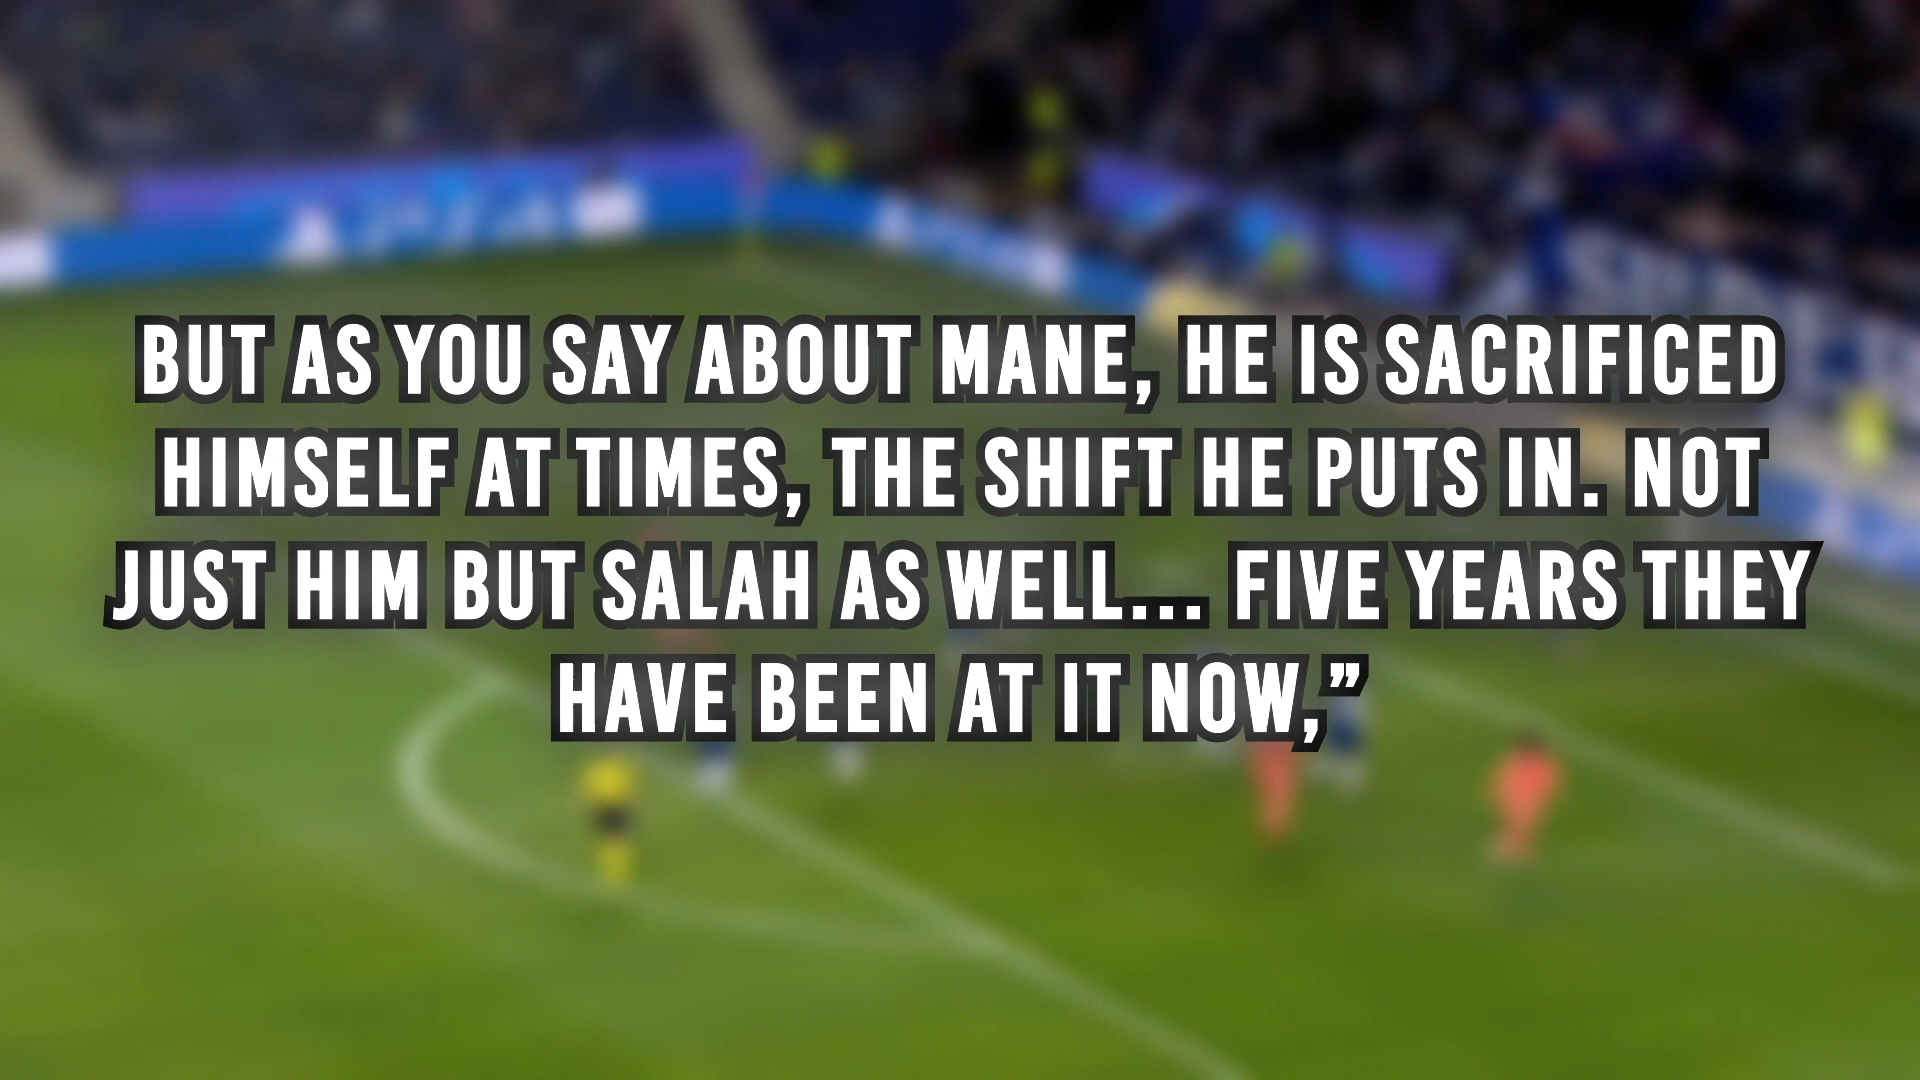 BUT AS YOU SAY ABOUT MANE, HE IS SACRIFICED
HIMSELF AT TIMES, THE SHIFT HE PUTS IN. NOT
JUST HIM BUT SALAH AS WELL... FIVE YEARS THEY
HAVE BEEN AT IT NOW,”